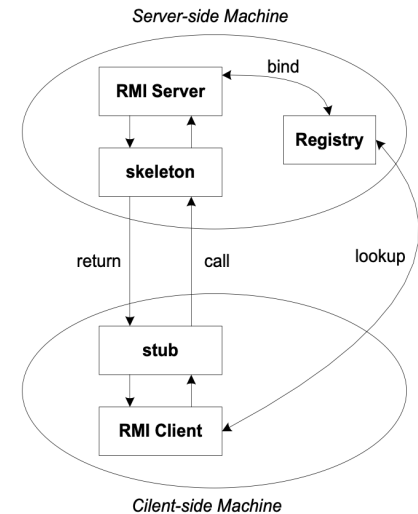 Server-side Machine
bind
RMI Server
Registry
skeleton
return
call
lookup
stub
RMI Client
Cilent-side Machine